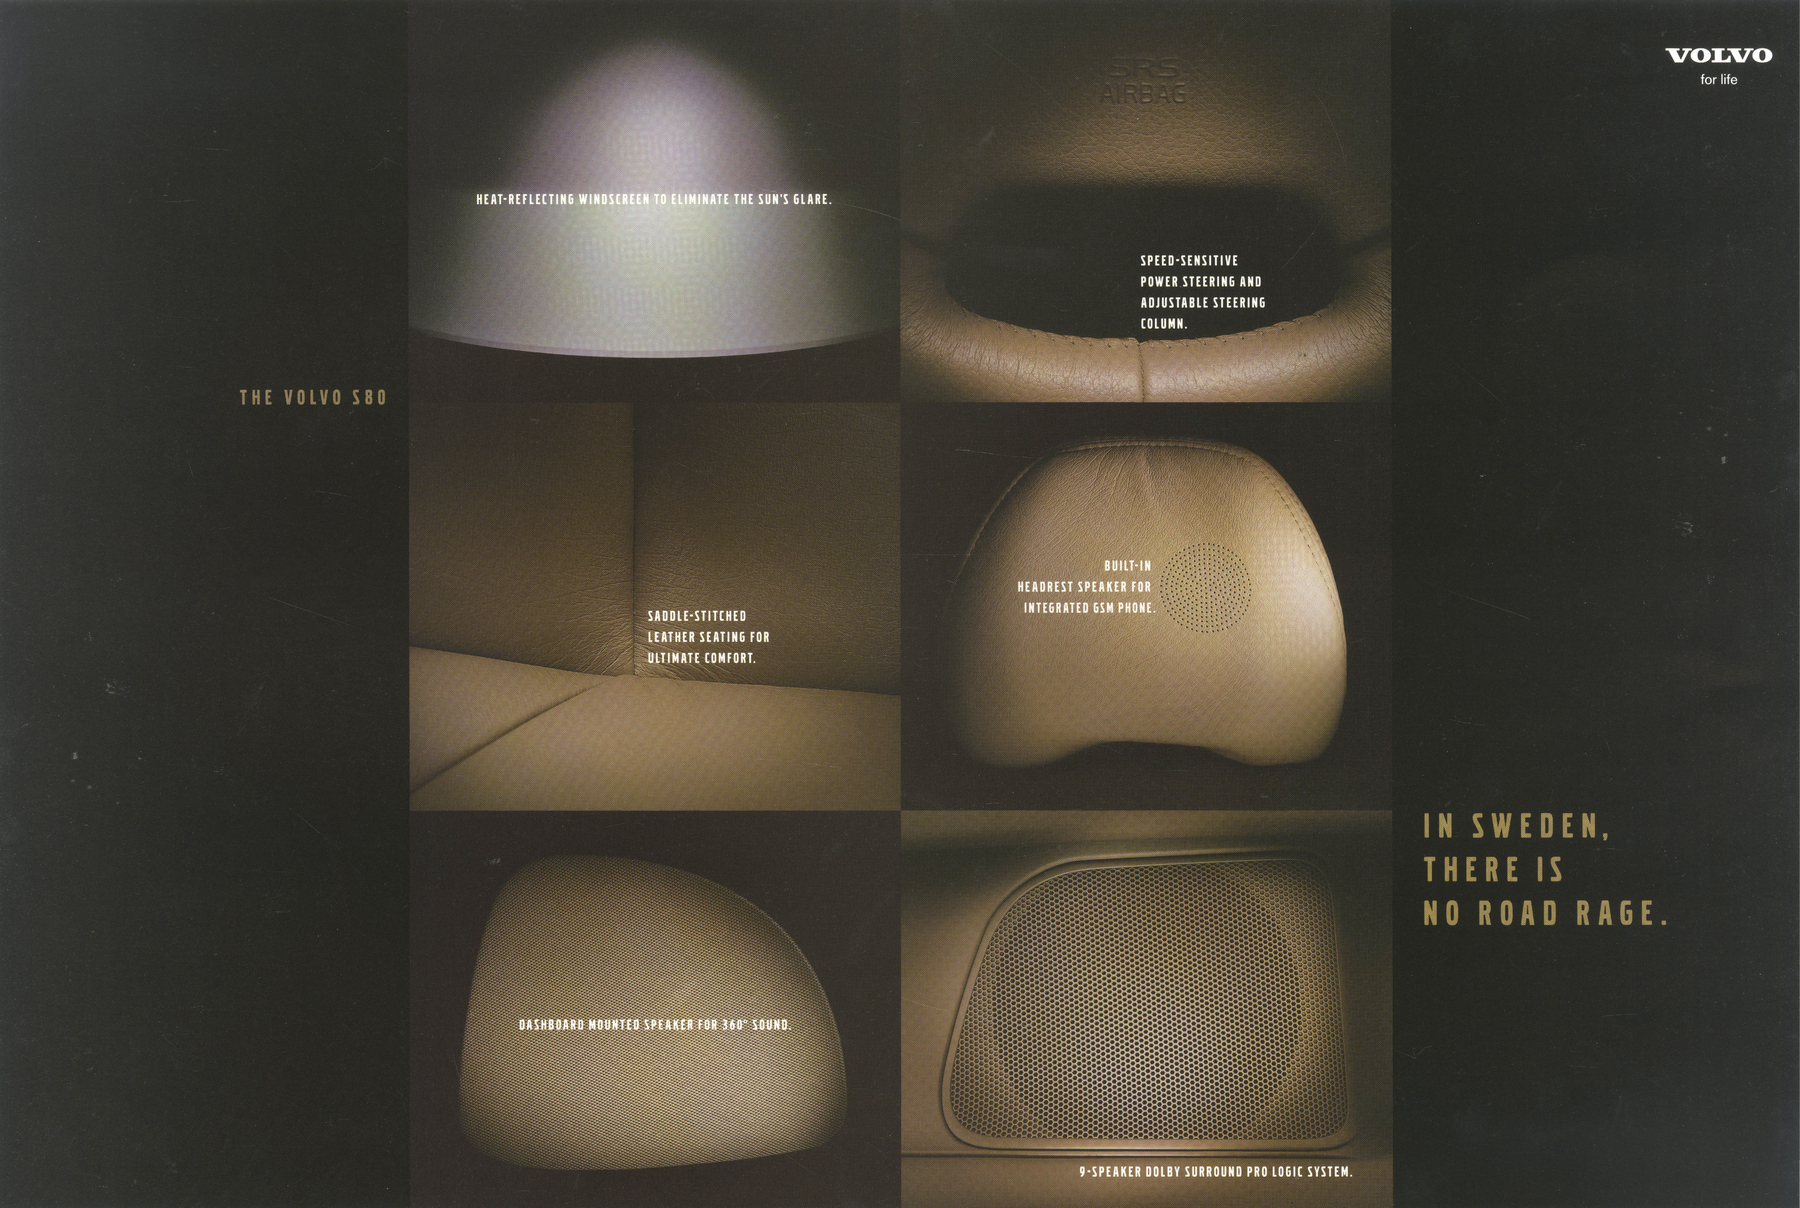 VOLVO
for life
THE VOLVO S80
HEAT-REFLECTING WINDSCREEN TO ELIMINATE THE SUN'S GLARE.
SRS
AIRBAG
SPEED-SENSITIVE
POWER STEERING AND
ADJUSTABLE STEERING
COLUMN.
SADDLE-STITCHED
LEATHER SEATING FOR
ULTIMATE COMFORT.
BUILT-IN
HEADREST SPEAKER FOR
INTEGRATED GSM PHONE.
DASHBOARD MOUNTED SPEAKER FOR 360° SOUND.
9-SPEAKER DOLBY SURROUND PRO LOGIC SYSTEM.
IN SWEDEN,
THERE IS
NO ROAD RAGE.